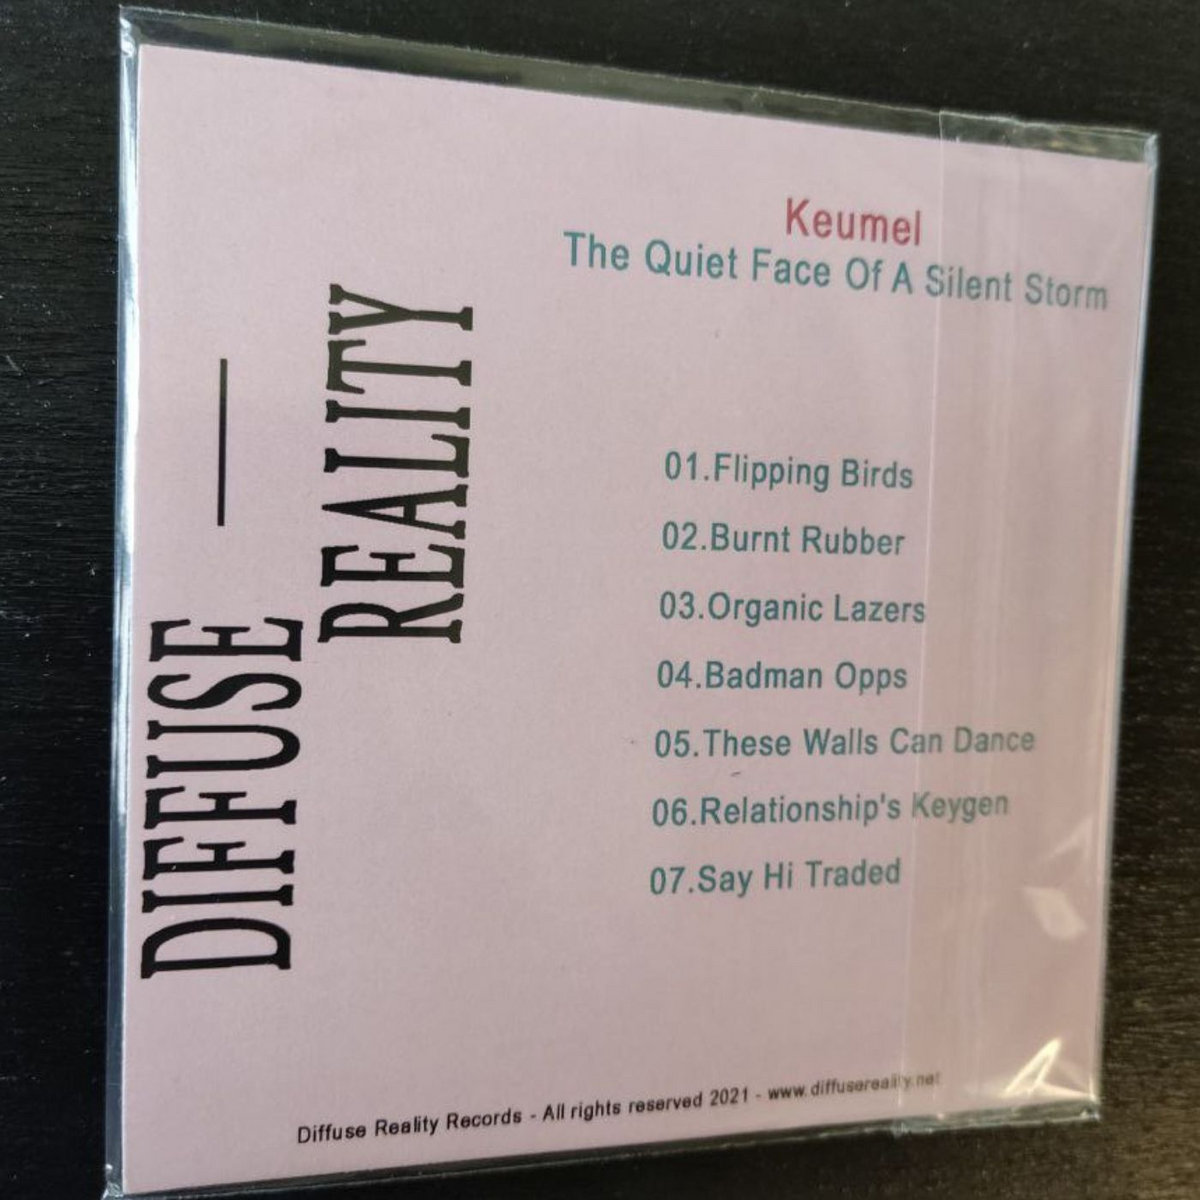 Keumel
The Quiet Face Of A Silent Storm
DIFFUSE —
REALITY
01.Flipping Birds
02.Burnt Rubber
03.Organic Lazers
04.Badman Opps
05.These Walls Can Dance
06.Relationship's Keygen
07.Say Hi Traded
Diffuse Reality Records - All rights reserved 2021 - www.diffusereality.net